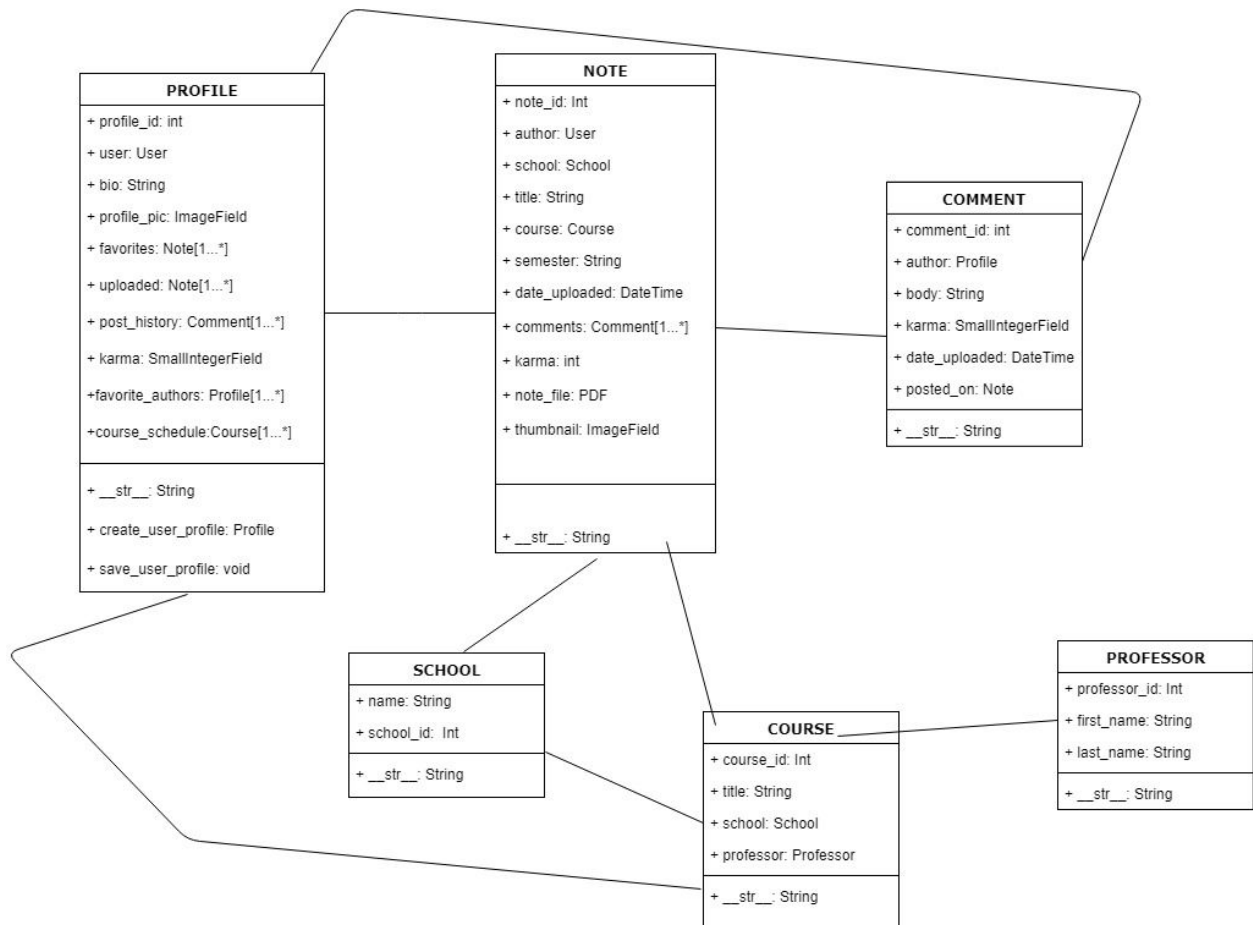 PROFILE
+ profile_id: int
+ user: User
+ bio: String
+ profile_pic: ImageField
+ favorites: Note[1...*]
+ uploaded: Note[1...*]
+ post_history: Comment[1...*]
+ karma: SmallIntegerField
+favorite_authors: Profile[1...*]
+course_schedule:Course[1...*]
+ __str__: String
+ create_user_profile: Profile
+ save_user_profile: void
NOTE
+ note_id: Int
+ author: User
+ school: School
+ title: String
+ course: Course
+ semester: String
+ date_uploaded: DateTime
+ comments: Comment[1...*]
+ karma: int
+ note_file: PDF
+ thumbnail: ImageField
+ __str__: String
COMMENT
+ comment_id: int
+ author: Profile
+ body: String
+ karma: SmallIntegerField
+ date_uploaded: DateTime
+ posted_on: Note
+ __str__: String
SCHOOL
+ name: String
+ school_id: Int
+ __str__: String
COURSE
+ course_id: Int
+ title: String
+ school: School
+ professor: Professor
+ __str__: String
PROFESSOR
+ professor_id: Int
+ first_name: String
+ last_name: String
+ __str__: String